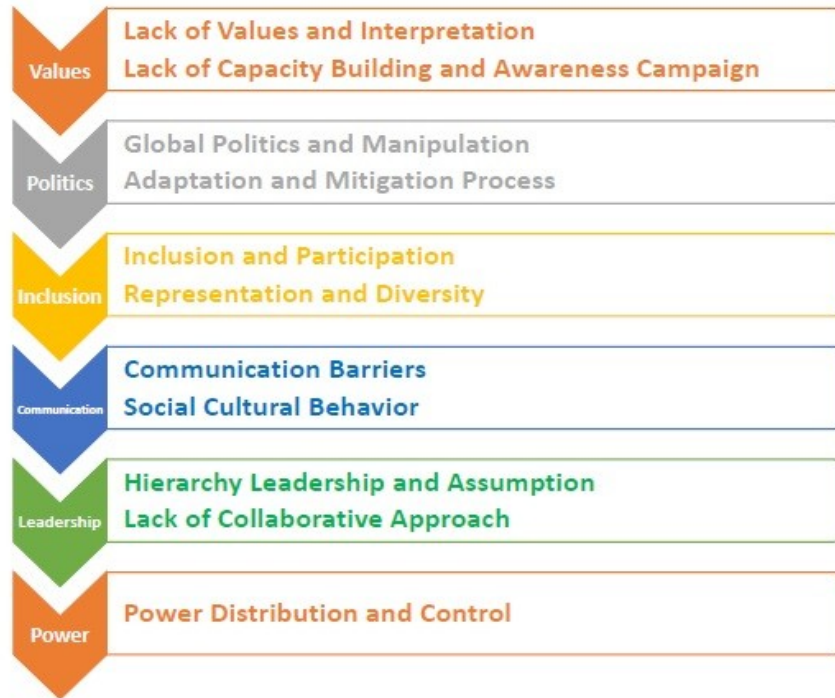 Values
Lack of Values and Interpretation
Lack of Capacity Building and Awareness Campaign
Politics
Global Politics and Manipulation
Adaptation and Mitigation Process
Inclusion
Inclusion and Participation
Representation and Diversity
Communication
Communication Barriers
Social Cultural Behavior
Leadership
Hierarchy Leadership and Assumption
Lack of Collaborative Approach
Power
Power Distribution and Control